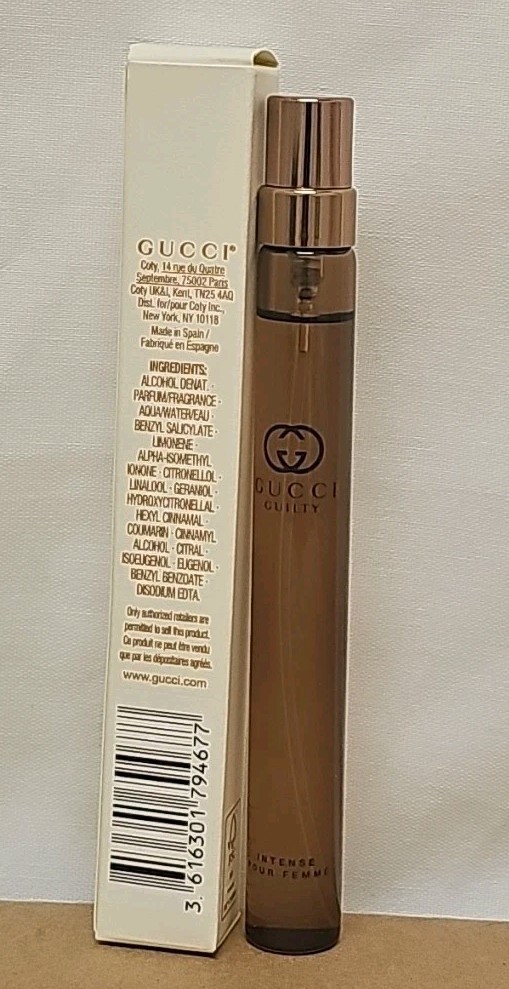 GUCCI®
Coty, 14 rue du Quatre
Septembre, 75002 Paris
Coty UK&I, Kent, TN25 4AQ
Dist. for/pour Coty Inc.,
New York, NY 10118
Made in Spain /
Fabriqué en Espagne
INGREDIENTS:
ALCOHOL DENAT. ·
PARFUM/FRAGRANCE ·
AQUA/WATER/EAU ·
BENZYL SALICYLATE ·
LIMONENE ·
ALPHA-ISOMETHYL
IONONE · CITRONELLOL ·
LINALOOL · GERANIOL ·
HYDROXYCITRONELLAL ·
HEXYL CINNAMAL ·
COUMARIN · CINNAMYL
ALCOHOL · CITRAL ·
ISOEUGENOL · EUGENOL ·
BENZYL BENZOATE ·
DISODIUM EDTA.
Only authorized retailers are
permitted to sell this product.
Ce produit ne peut être vendu
que par les dépositaires agréés.
www.gucci.com
3 616301 794677
GUCCI
GUILTY
INTENSE
POUR FEMME